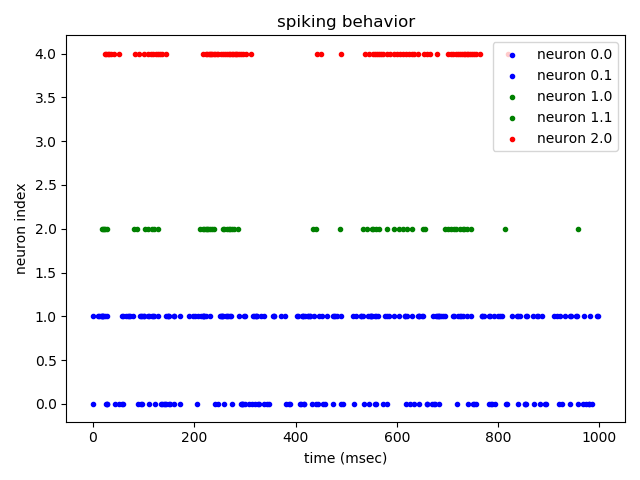 spiking behavior
neuron 0.0
neuron 0.1
neuron 1.0
neuron 1.1
neuron 2.0
neuron index
4.0
3.5
3.0
2.5
2.0
1.5
1.0
0.5
0.0
0 200 400 600 800 1000
time (msec)